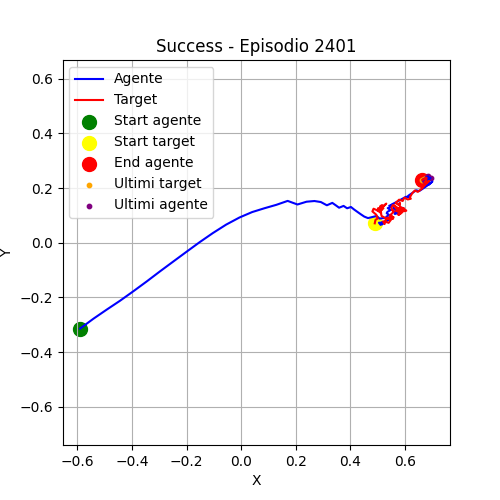 Success - Episodio 2401
Agente
Target
Start agente
Start target
End agente
Ultimi target
Ultimi agente
0.6
0.4
0.2
0.0
−0.2
−0.4
−0.6
Y
−0.6 −0.4 −0.2 0.0 0.2 0.4 0.6
X